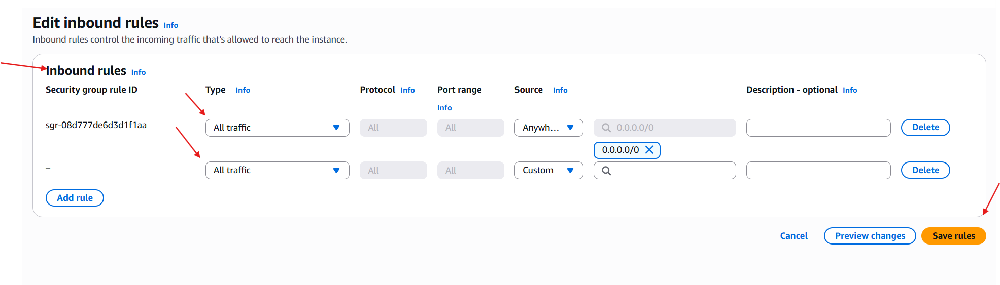 Edit inbound rules Info
Inbound rules control the incoming traffic that's allowed to reach the instance.
Inbound rules Info
Security group rule ID Type Info Protocol Info Port range Info Source Info Description - optional Info
sgr-08d777de6d3d1f1aa All traffic All All Anywh... 0.0.0.0/0 Delete
0.0.0.0/0
– All traffic All All Custom Delete
Add rule
Cancel Preview changes Save rules